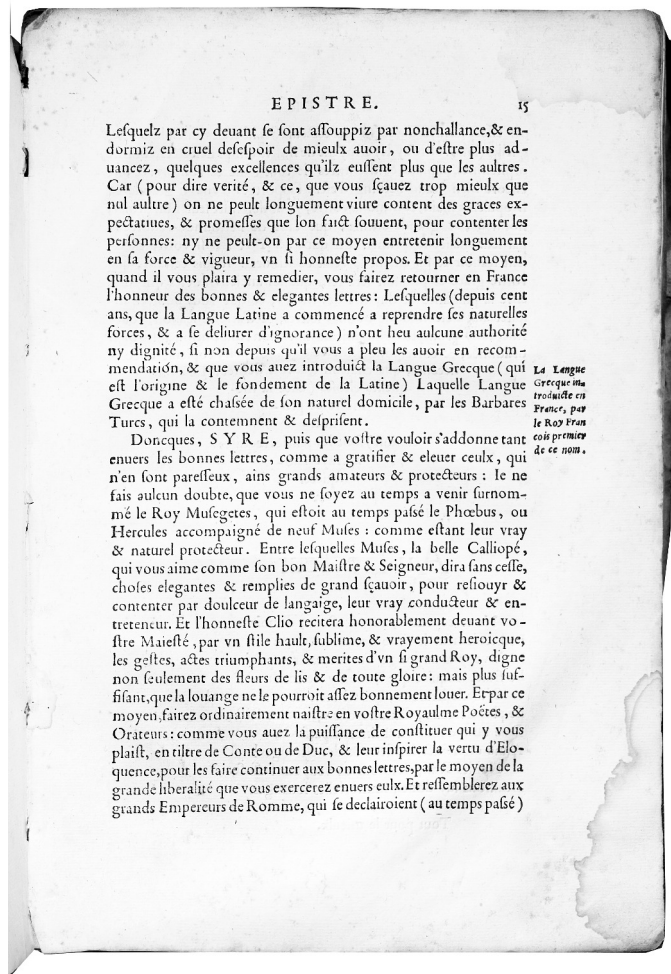 EPISTRE. 15
Leſquelz par cy deuant ſe ſont aſſouppiz par nonchallance,& en-
dormiz en cruel deſeſpoir de mieulx auoir, ou d'eſtre plus ad-
uancez, quelques excellences qu'ilz euſſent plus que les aultres.
Car (pour dire verité, & ce, que vous ſçauez trop mieulx que
nul aultre) on ne peult longuement viure content des graces ex-
pectatiues, & promeſſes que lon faict ſouuent, pour contenter les
perſonnes: ny ne peult-on par ce moyen entretenir longuement
en ſa force & vigueur, vn ſi honneſte propos. Et par ce moyen,
quand il vous plaira y remedier, vous fairez retourner en France
l'honneur des bonnes & elegantes lettres: Leſquelles (depuis cent
ans, que la Langue Latine a commencé a reprendre ſes naturelles
forces, & a ſe deliurer d'ignorance) n'ont heu aulcune authorité
ny dignité, ſi non depuis qu'il vous a pleu les auoir en recom-
mendation, & que vous auez introduict la Langue Grecque (qui
eſt l'origine & le fondement de la Latine) Laquelle Langue
Grecque a eſté chaſſée de ſon naturel domicile, par les Barbares
Turcs, qui la contemnent & deſpriſent.
La Langue
Grecque in-
troduicte en
France, par
le Roy Fran
cois premier
de ce nom.
Doncques, SYRE, puis que voſtre vouloir s'addonne tant
enuers les bonnes lettres, comme a gratifier & eleuer ceulx, qui
n'en ſont pareſſeux, ains grands amateurs & protecteurs: Ie ne
fais aulcun doubte, que vous ne ſoyez au temps a venir ſurnom-
mé le Roy Muſegetes, qui eſtoit au temps paſſé le Phœbus, ou
Hercules accompaigné de neuf Muſes: comme eſtant leur vray
& naturel protecteur. Entre leſquelles Muſes, la belle Calliopé,
qui vous aime comme ſon bon Maiſtre & Seigneur, dira ſans ceſſe,
choſes elegantes & remplies de grand ſçauoir, pour reſiouyr &
contenter par doulceur de langaige, leur vray conducteur & en-
treteneur. Et l'honneſte Clio recitera honorablement deuant vo-
ſtre Maieſté, par vn ſtile hault, ſublime, & vrayement heroicque,
les geſtes, actes triumphants, & merites d'vn ſi grand Roy, digne
non ſeulement des fleurs de lis & de toute gloire: mais plus ſuf-
fiſant,que la louange ne le pourroit aſſez bonnement louer. Et par ce
moyen,fairez ordinairement naiſtre en voſtre Royaulme Poëtes, &
Orateurs: comme vous auez la puiſſance de conſtituer qui y vous
plaiſt, en tiltre de Conte ou de Duc, & leur inſpirer la vertu d'Elo-
quence,pour les faire continuer aux bonnes lettres,par le moyen de la
grande liberalité que vous exercerez enuers eulx. Et reſſemblerez aux
grands Empereurs de Romme, qui ſe declairoient (au temps paſſé)